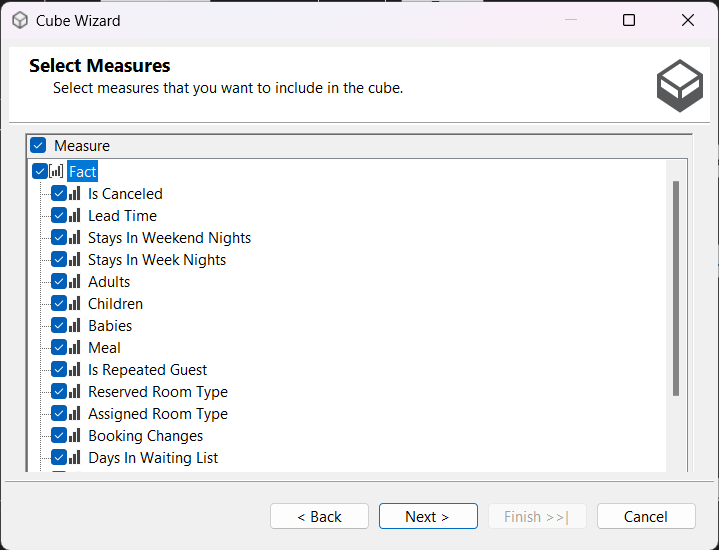 Cube Wizard
Select Measures
Select measures that you want to include in the cube.
Measure
Fact
Is Canceled
Lead Time
Stays In Weekend Nights
Stays In Week Nights
Adults
Children
Babies
Meal
Is Repeated Guest
Reserved Room Type
Assigned Room Type
Booking Changes
Days In Waiting List
< Back Next > Finish >>| Cancel